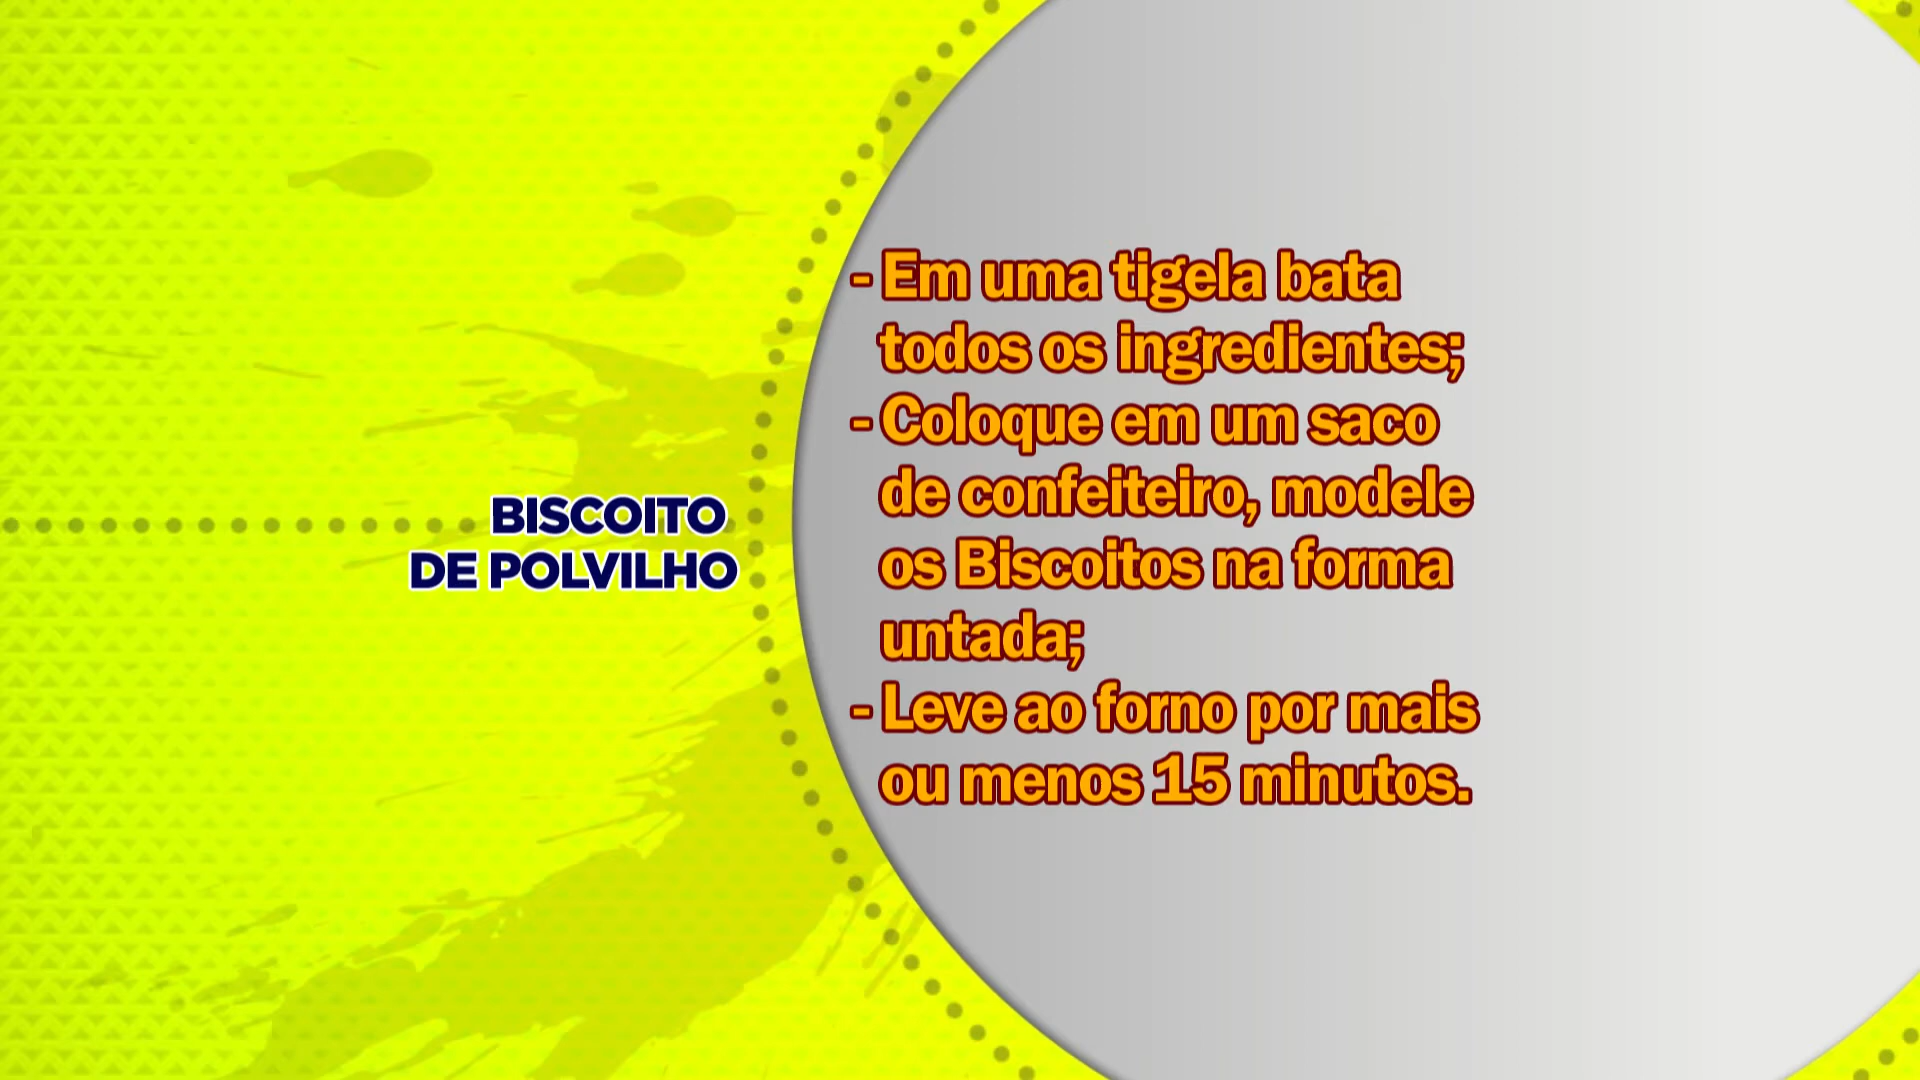 BISCOITO
DE POLVILHO
- Em uma tigela bata
todos os ingredientes;
- Coloque em um saco
de confeiteiro, modele
os Biscoitos na forma
untada;
- Leve ao forno por mais
ou menos 15 minutos.